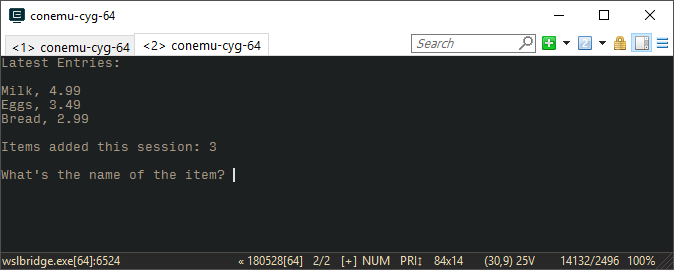 conemu-cyg-64
<1> conemu-cyg-64
<2> conemu-cyg-64
Search
Latest Entries:
Milk, 4.99
Eggs, 3.49
Bread, 2.99
Items added this session: 3
What's the name of the item?
wslbridge.exe[64]:6524 « 180528[64] 2/2 [+] NUM PRI↕ 84x14 (30,9) 25V 14132/2496 100%